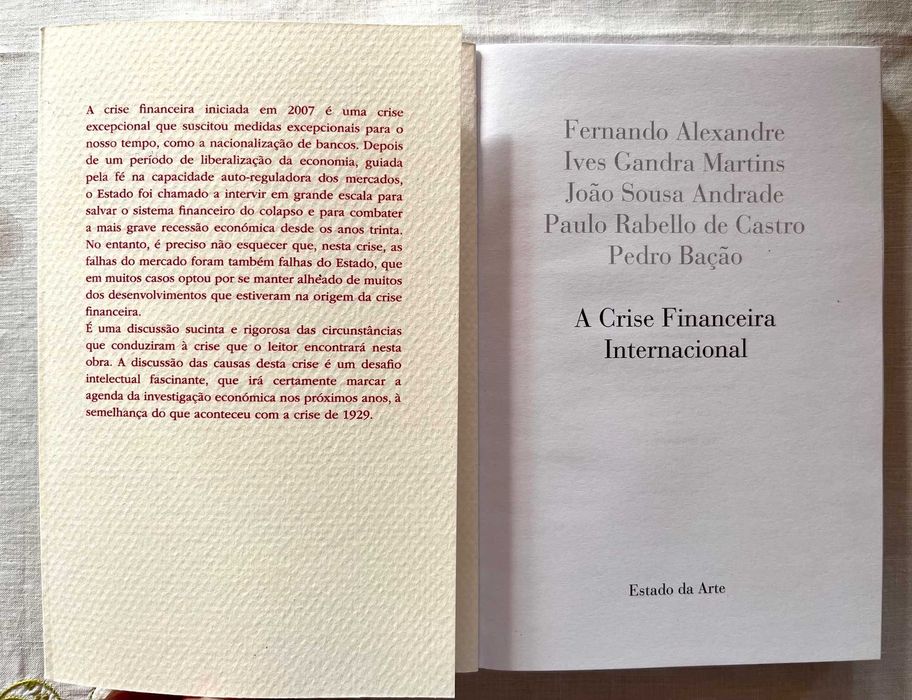 A crise financeira iniciada em 2007 é uma crise
excepcional que suscitou medidas excepcionais para o
nosso tempo, como a nacionalização de bancos. Depois
de um período de liberalização da economia, guiada
pela fé na capacidade auto-reguladora dos mercados,
o Estado foi chamado a intervir em grande escala para
salvar o sistema financeiro do colapso e para combater
a mais grave recessão económica desde os anos trinta.
No entanto, é preciso não esquecer que, nesta crise, as
falhas do mercado foram também falhas do Estado, que
em muitos casos optou por se manter alheado de muitos
dos desenvolvimentos que estiveram na origem da crise
financeira.
É uma discussão sucinta e rigorosa das circunstâncias
que conduziram à crise que o leitor encontrará nesta
obra. A discussão das causas desta crise é um desafio
intelectual fascinante, que irá certamente marcar a
agenda da investigação económica nos próximos anos, à
semelhança do que aconteceu com a crise de 1929.
Fernando Alexandre
Ives Gandra Martins
João Sousa Andrade
Paulo Rabello de Castro
Pedro Bação
A Crise Financeira
Internacional
Estado da Arte